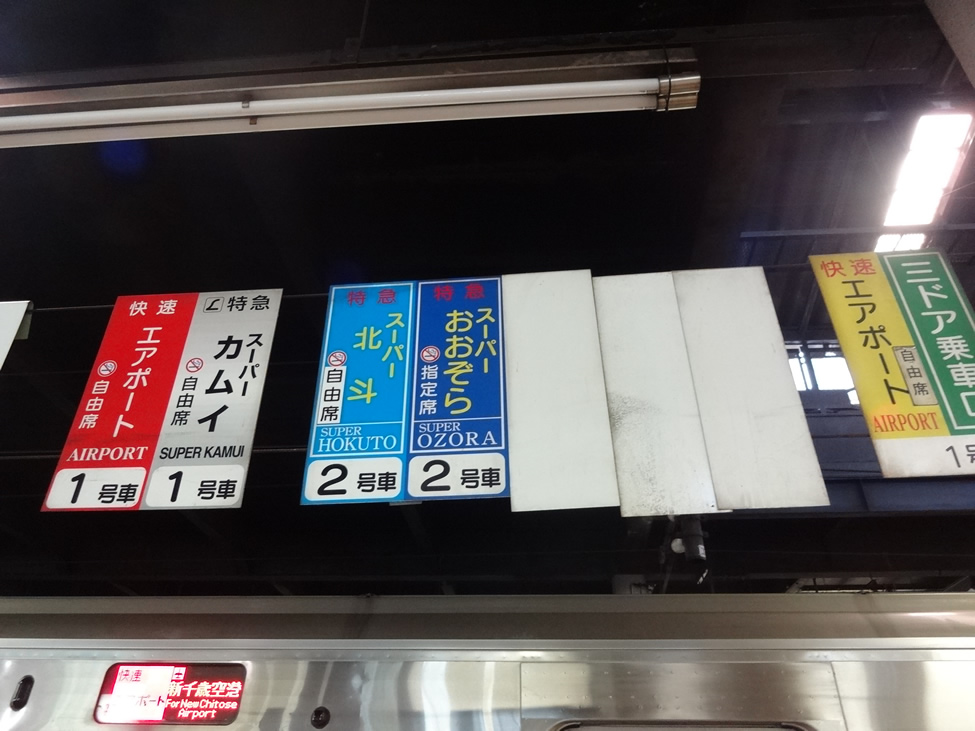 快速
エアポート
自由席
AIRPORT
1号車
特急
スーパー
カムイ
自由席
SUPER KAMUI
1号車
特急
スーパー
北斗
自由席
SUPER
HOKUTO
2号車
特急
スーパー
おおぞら
指定席
SUPER
OZORA
2号車
快速
エアポート
自由席
AIRPORT
ニドア乗車口
1号
快速
新千歳空港
For New Chitose
Airport